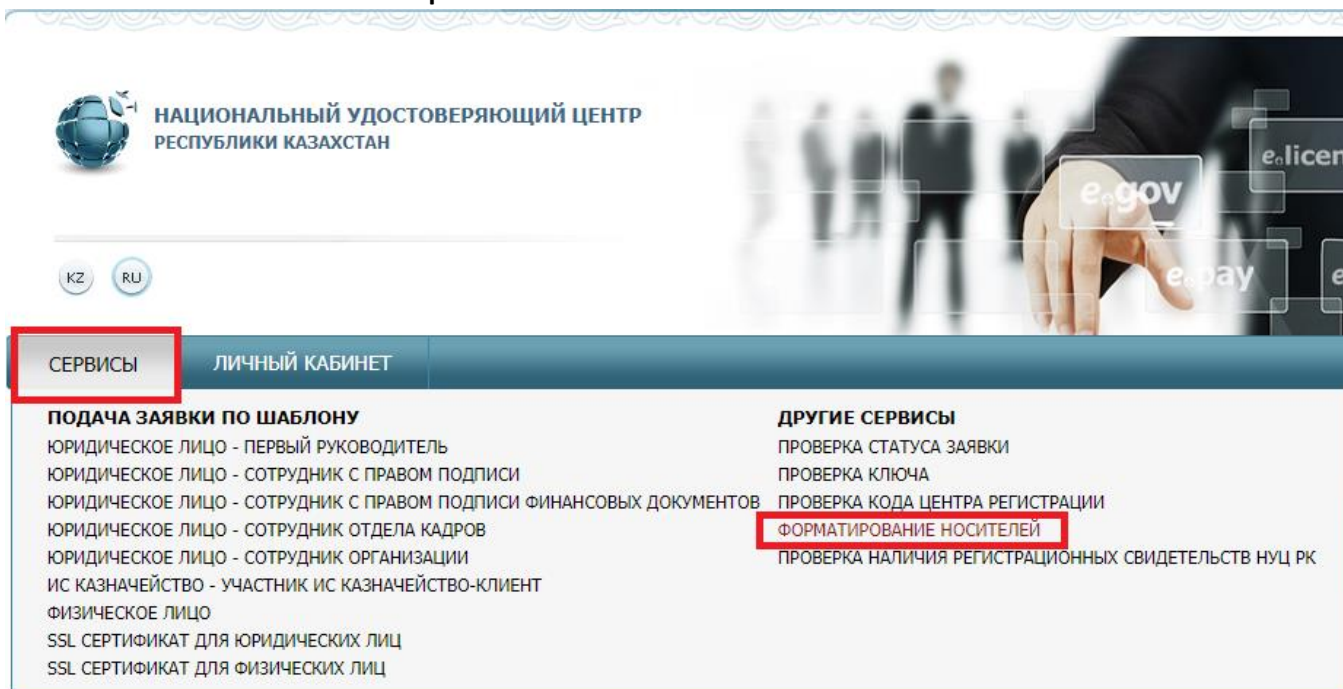 НАЦИОНАЛЬНЫЙ УДОСТОВЕРЯЮЩИЙ ЦЕНТР
РЕСПУБЛИКИ КАЗАХСТАН
e.gov
e.pay
KZ RU
СЕРВИСЫ ЛИЧНЫЙ КАБИНЕТ
ПОДАЧА ЗАЯВКИ ПО ШАБЛОНУ
ЮРИДИЧЕСКОЕ ЛИЦО - ПЕРВЫЙ РУКОВОДИТЕЛЬ
ЮРИДИЧЕСКОЕ ЛИЦО - СОТРУДНИК С ПРАВОМ ПОДПИСИ
ЮРИДИЧЕСКОЕ ЛИЦО - СОТРУДНИК С ПРАВОМ ПОДПИСИ ФИНАНСОВЫХ ДОКУМЕНТОВ
ЮРИДИЧЕСКОЕ ЛИЦО - СОТРУДНИК ОТДЕЛА КАДРОВ
ЮРИДИЧЕСКОЕ ЛИЦО - СОТРУДНИК ОРГАНИЗАЦИИ
ИС КАЗНАЧЕЙСТВО - УЧАСТНИК ИС КАЗНАЧЕЙСТВО-КЛИЕНТ
ФИЗИЧЕСКОЕ ЛИЦО
SSL СЕРТИФИКАТ ДЛЯ ЮРИДИЧЕСКИХ ЛИЦ
SSL СЕРТИФИКАТ ДЛЯ ФИЗИЧЕСКИХ ЛИЦ
ДРУГИЕ СЕРВИСЫ
ПРОВЕРКА СТАТУСА ЗАЯВКИ
ПРОВЕРКА КЛЮЧА
ПРОВЕРКА КОДА ЦЕНТРА РЕГИСТРАЦИИ
ФОРМАТИРОВАНИЕ НОСИТЕЛЕЙ
ПРОВЕРКА НАЛИЧИЯ РЕГИСТРАЦИОННЫХ СВИДЕТЕЛЬСТВ НУЦ РК